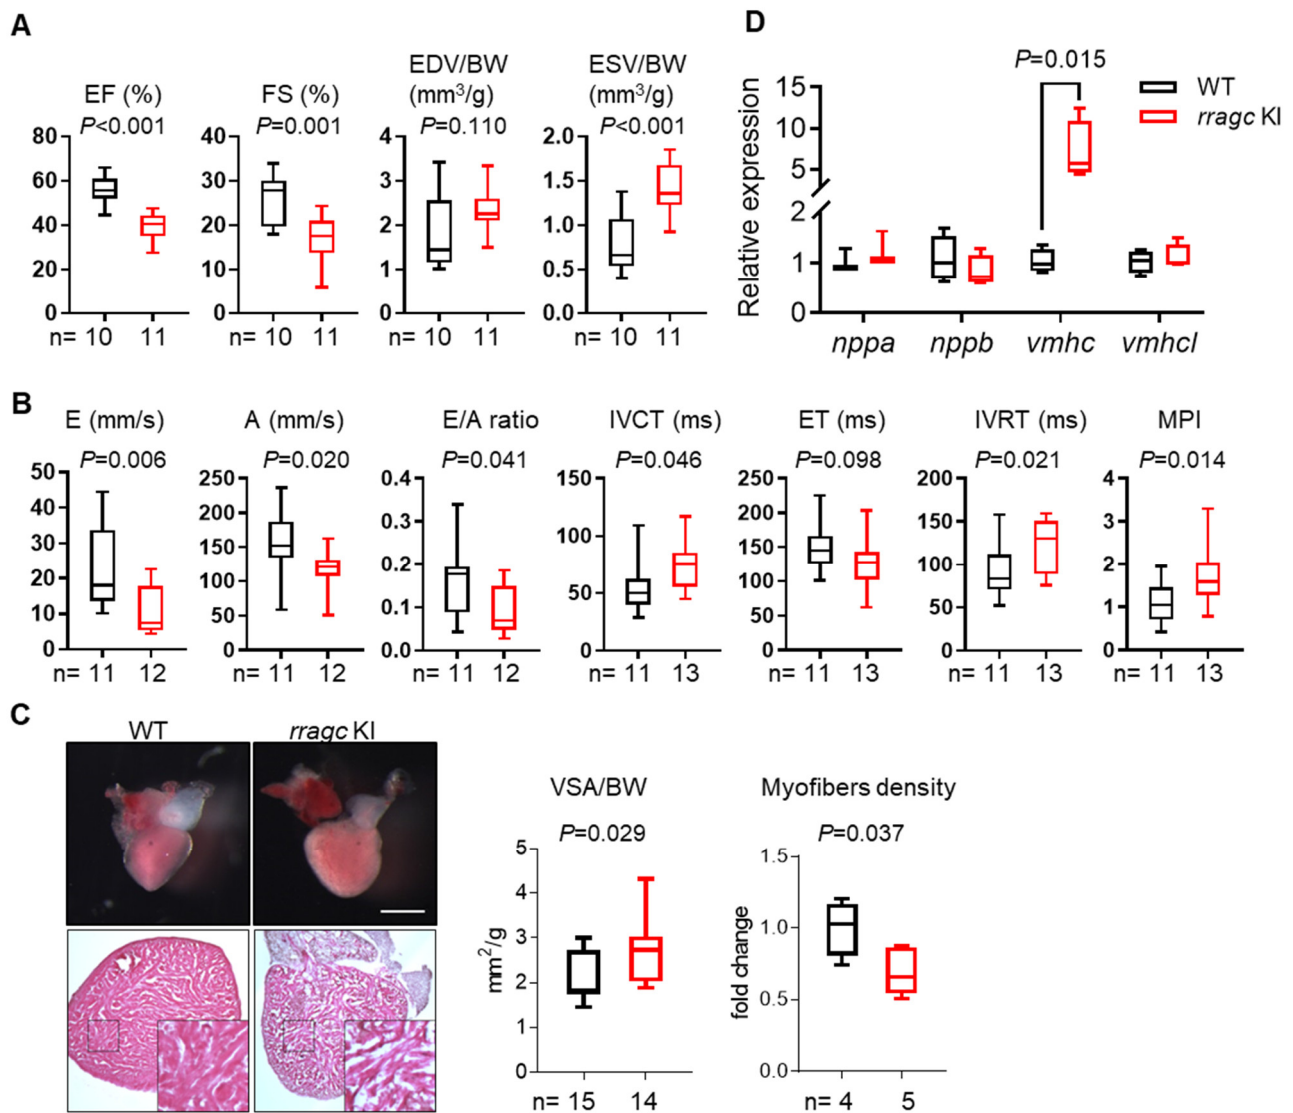 A
EF (%)
P<0.001
80
60
40
20
0
n= 10 11
FS (%)
P=0.001
40
30
20
10
0
10 11
EDV/BW
(mm³/g)
P=0.110
4
3
2
1
0
10 11
ESV/BW
(mm³/g)
P<0.001
2.0
1.5
1.0
0.5
0.0
10 11
D
P=0.015
Relative expression
15
10
5
2
1
0
nppa nppb vmhc vmhcl
WT
rragc KI
B
E (mm/s)
P=0.006
50
40
30
20
10
0
n= 11 12
A (mm/s)
P=0.020
250
200
150
100
50
0
11 12
E/A ratio
P=0.041
0.4
0.3
0.2
0.1
0.0
11 12
IVCT (ms)
P=0.046
150
100
50
0
n= 11 13
ET (ms)
P=0.098
250
200
150
100
50
0
n= 11 13
IVRT (ms)
P=0.021
200
150
100
50
0
n= 11 13
MPI
P=0.014
4
3
2
1
0
n= 11 13
C
WT
rragc KI
VSA/BW
P=0.029
mm²/g
5
4
3
2
1
0
n= 15 14
Myofibers density
P=0.037
fold change
1.5
1.0
0.5
0.0
n= 4 5